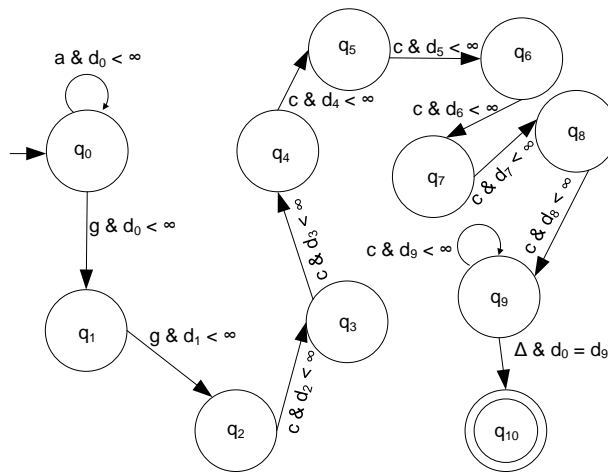 a & d₀ < ∞
q₀
g & d₀ < ∞
q₁
g & d₁ < ∞
q₂
c & d₂ < ∞
q₃
c & d₃ < ∞
q₄
c & d₄ < ∞
q₅
c & d₅ < ∞
q₆
c & d₆ < ∞
q₇
c & d₇ < ∞
q₈
c & d₈ < ∞
c & d₉ < ∞
q₉
Δ & d₀ = d₉
q₁₀